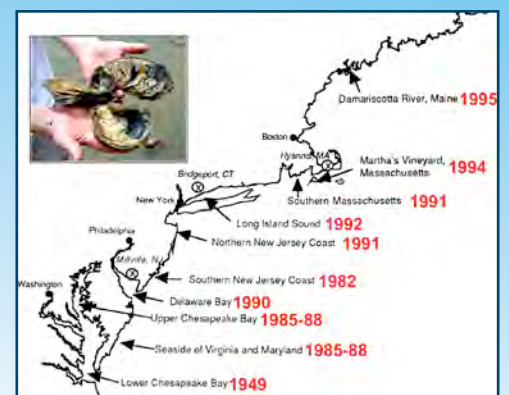 Damariscotta River, Maine 1995
Boston
Hyannis, MA
Martha's Vineyard,
Massachusetts 1994
Bridgeport, CT
Southern Massachusetts 1991
New York
Long Island Sound 1992
Northern New Jersey Coast 1991
Philadelphia
Millville, NJ
Southern New Jersey Coast 1982
Washington
Delaware Bay 1990
Upper Chesapeake Bay 1985-88
Seaside of Virginia and Maryland 1985-88
Lower Chesapeake Bay 1949